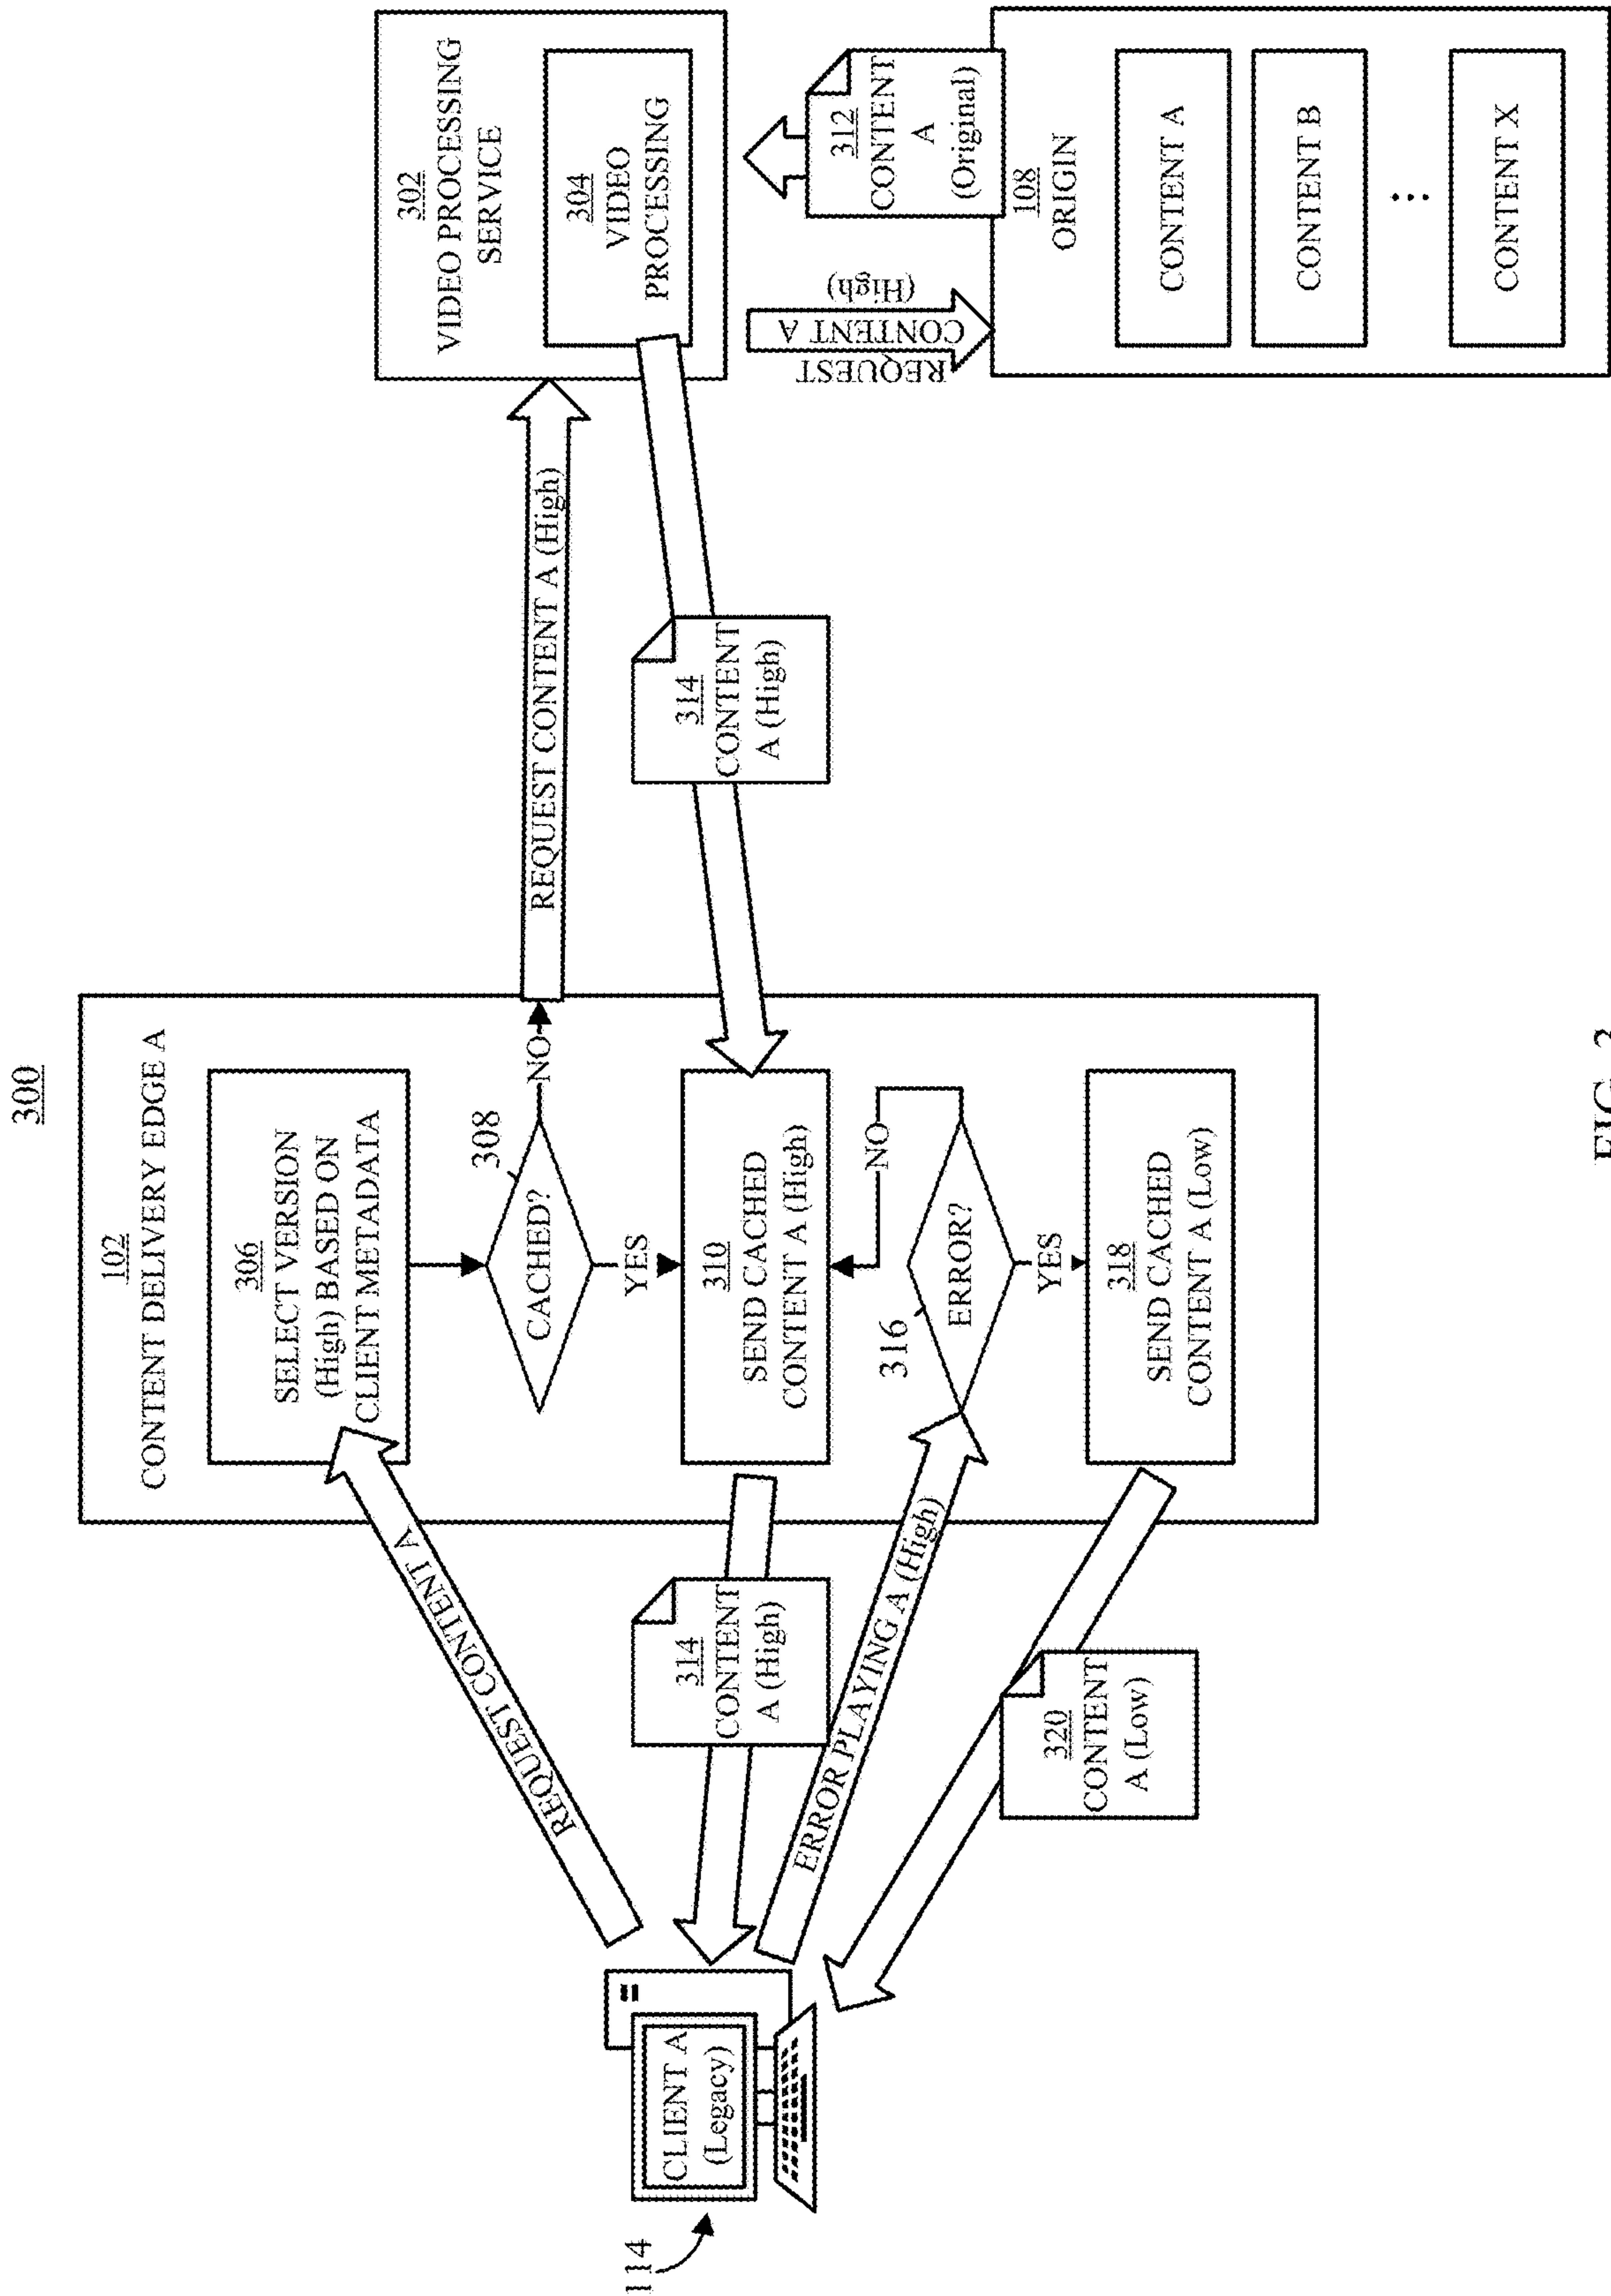 300
102
CONTENT DELIVERY EDGE A
306
SELECT VERSION
(High) BASED ON
CLIENT METADATA
308
CACHED?
NO
YES
310
SEND CACHED
CONTENT A (High)
NO
316
ERROR?
YES
318
SEND CACHED
CONTENT A (Low)
114
CLIENT A
(Legacy)
REQUEST CONTENT A
314
CONTENT
A (High)
ERROR PLAYING A (High)
320
CONTENT
A (Low)
REQUEST CONTENT A (High)
314
CONTENT
A (High)
302
VIDEO PROCESSING
SERVICE
304
VIDEO
PROCESSING
REQUEST
CONTENT A
(High)
312
CONTENT
A
(Original)
108
ORIGIN
CONTENT A
CONTENT B
...
CONTENT X
FIG. 3